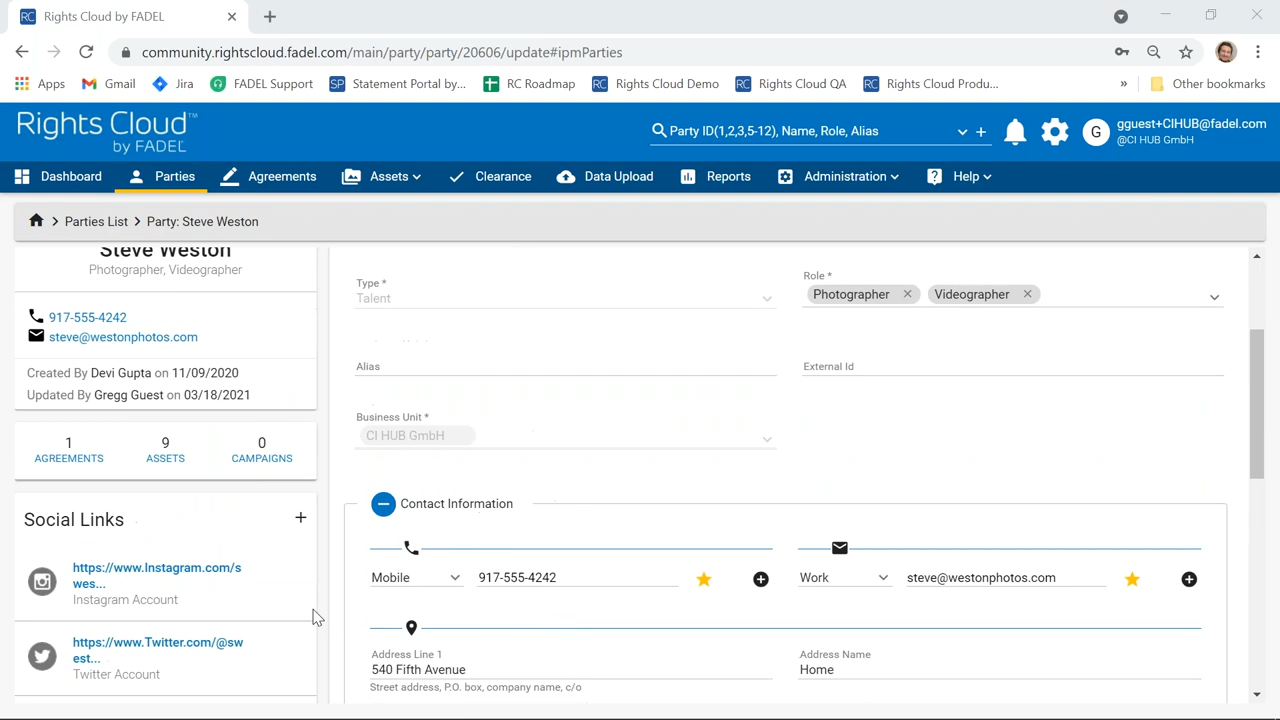 RC Rights Cloud by FADEL
community.rightscloud.fadel.com/main/party/party/20606/update#ipmParties
Apps Gmail Jira FADEL Support SP Statement Portal by... RC Roadmap RC Rights Cloud Demo RC Rights Cloud QA RC Rights Cloud Produ... » Other bookmarks
Rights Cloud™
by FADEL
Party ID(1,2,3,5-12), Name, Role, Alias
G gguest+CIHUB@fadel.com
@CI HUB GmbH
Dashboard Parties Agreements Assets Clearance Data Upload Reports Administration Help
Parties List Party: Steve Weston
Steve Weston
Photographer, Videographer
917-555-4242
steve@westonphotos.com
Created By Devi Gupta on 11/09/2020
Updated By Gregg Guest on 03/18/2021
1 9 0
AGREEMENTS ASSETS CAMPAIGNS
Social Links +
https://www.Instagram.com/s
wes...
Instagram Account
https://www.Twitter.com/@sw
est...
Twitter Account
Type *
Talent
Role *
Photographer Videographer
Alias
External Id
Business Unit *
CI HUB GmbH
Contact Information
Mobile 917-555-4242
Work steve@westonphotos.com
Address Line 1
540 Fifth Avenue
Street address, P.O. box, company name, c/o
Address Name
Home